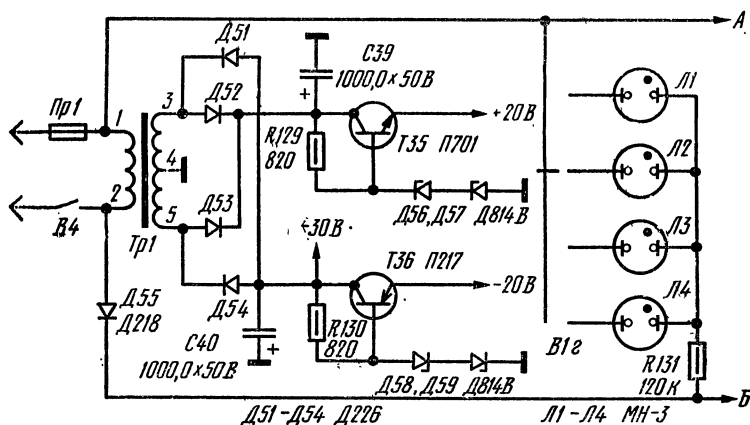 А
Д51
С39
1000,0×50В
Л1
Пр1
1
3
Д52
+20В
R129
820
Т35 П701
Л2
4
2
5
Д53
Д56, Д57 Д814В
В4
Тр1
-30В
Т36 П217
Л3
-20В
Д55
Д218
Д54
R130
820
Л4
С40
1000,0×50В
В1г
R131
120к
Д58, Д59 Д814В
Б
Д51-Д54 Д226
Л1-Л4 МН-3